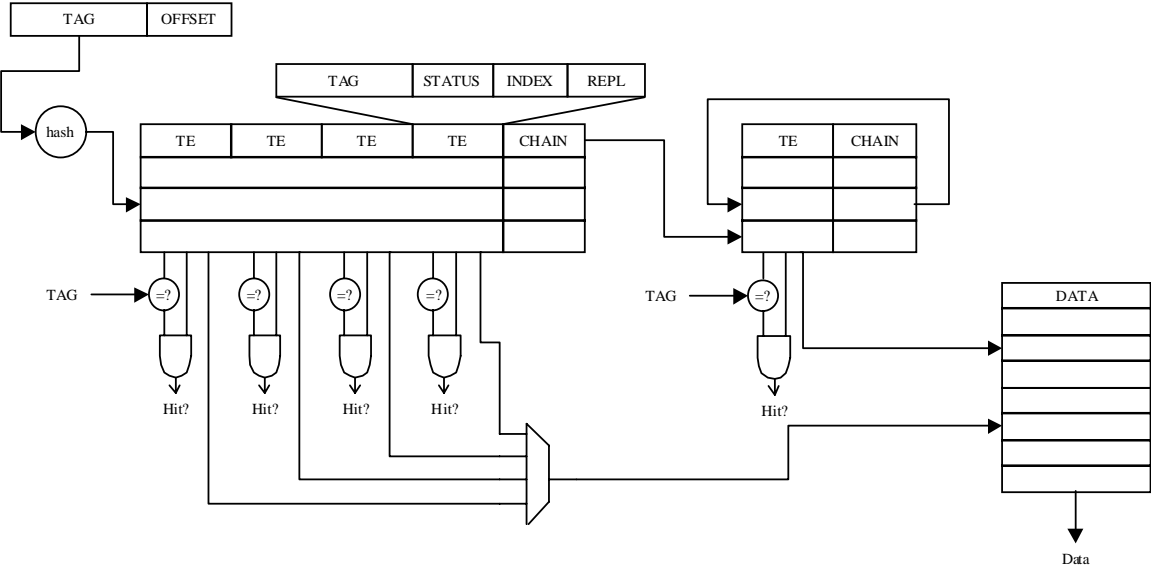 TAG OFFSET
TAG STATUS INDEX REPL
hash
TE TE TE TE CHAIN
TE CHAIN
TAG =? =? =? =?
TAG =?
DATA
Hit? Hit? Hit? Hit?
Hit?
Data